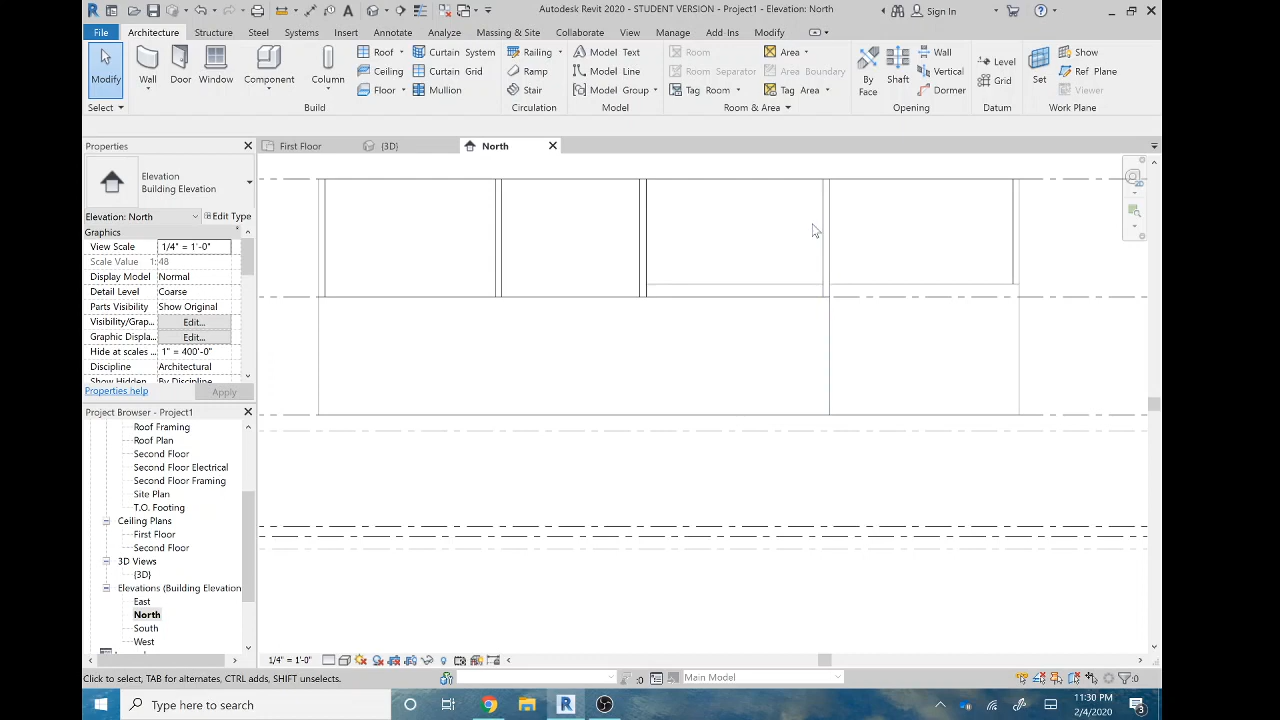 Autodesk Revit 2020 - STUDENT VERSION - Project1 - Elevation: North
Sign In
File Architecture Structure Steel Systems Insert Annotate Analyze Massing & Site Collaborate View Manage Add-Ins Modify
Modify Wall Door Window Component Column
Roof Curtain System Railing Model Text Room Area Wall Level Show
Ceiling Curtain Grid Ramp Model Line Room Separator Area Boundary By Face Shaft Vertical Grid Set Ref Plane
Floor Mullion Stair Model Group Tag Room Tag Area Dormer Viewer
Select Build Circulation Model Room & Area Opening Datum Work Plane
Properties
First Floor {3D} North
Elevation
Building Elevation
Elevation: North Edit Type
Graphics
View Scale 1/4" = 1'-0"
Scale Value 1: 48
Display Model Normal
Detail Level Coarse
Parts Visibility Show Original
Visibility/Grap... Edit...
Graphic Displa... Edit...
Hide at scales ... 1" = 400'-0"
Discipline Architectural
Show Hidden By Discipline
Properties help Apply
Project Browser - Project1
Roof Framing
Roof Plan
Second Floor
Second Floor Electrical
Second Floor Framing
Site Plan
T.O. Footing
Ceiling Plans
First Floor
Second Floor
3D Views
{3D}
Elevations (Building Elevation
East
North
South
West
2D
1/4" = 1'-0"
Click to select, TAB for alternates, CTRL adds, SHIFT unselects.
:0
Main Model
:0
Type here to search
11:30 PM
2/4/2020
3